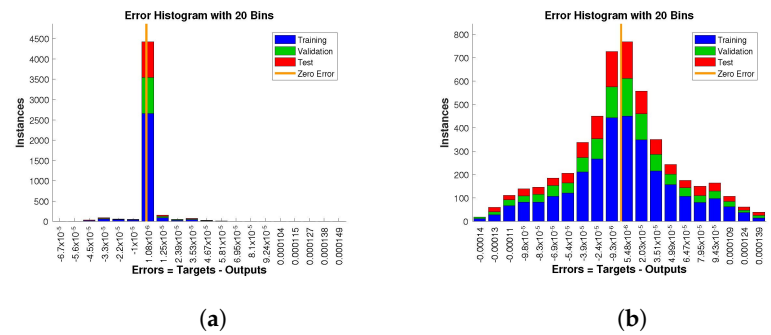 Error Histogram with 20 Bins
4500
4000
3500
3000
2500
2000
1500
1000
500
0
Instances
Training
Validation
Test
Zero Error
-6.7x10⁻⁵
-5.6x10⁻⁵
-4.5x10⁻⁵
-3.3x10⁻⁵
-2.2x10⁻⁵
-1x10⁻⁵
1.08x10⁻⁶
1.25x10⁻⁵
2.39x10⁻⁵
3.53x10⁻⁵
4.67x10⁻⁵
5.81x10⁻⁵
6.95x10⁻⁵
8.1x10⁻⁵
9.24x10⁻⁵
0.000104
0.000115
0.000127
0.000138
0.000149
Errors = Targets - Outputs
(a)
Error Histogram with 20 Bins
800
700
600
500
400
300
200
100
0
Instances
Training
Validation
Test
Zero Error
-0.00014
-0.00013
-0.00011
-9.8x10⁻⁵
-8.3x10⁻⁵
-6.9x10⁻⁵
-5.4x10⁻⁵
-3.9x10⁻⁵
-2.4x10⁻⁵
-9.3x10⁻⁶
5.48x10⁻⁶
2.03x10⁻⁵
3.51x10⁻⁵
4.99x10⁻⁵
6.47x10⁻⁵
7.95x10⁻⁵
9.43x10⁻⁵
0.000109
0.000124
0.000139
Errors = Targets - Outputs
(b)